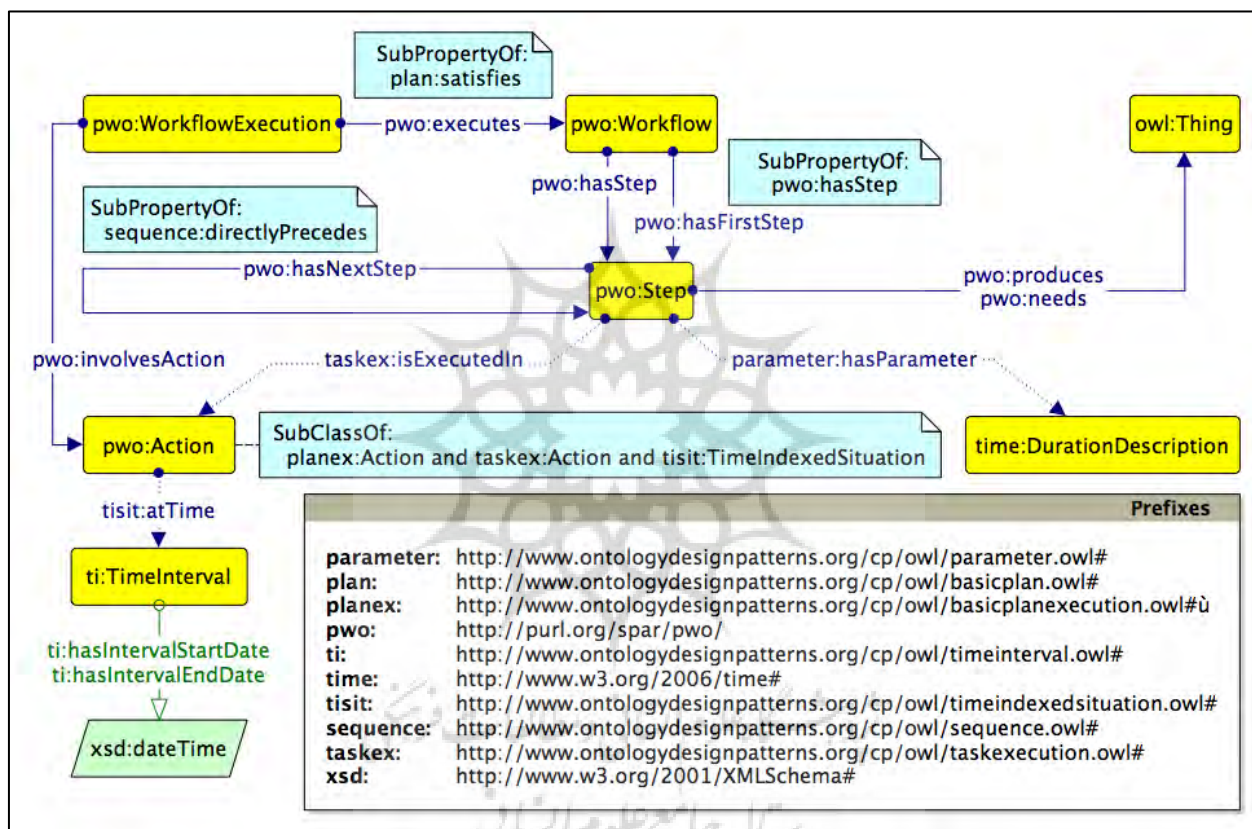 SubPropertyOf:
plan:satisfies
pwo:WorkflowExecution
pwo:executes
pwo:Workflow
owl:Thing
SubPropertyOf:
pwo:hasStep
pwo:hasStep
SubPropertyOf:
sequence:directlyPrecedes
pwo:hasFirstStep
pwo:hasNextStep
pwo:Step
pwo:produces
pwo:needs
pwo:involvesAction
taskex:isExecutedIn
parameter:hasParameter
pwo:Action
SubClassOf:
planex:Action and taskex:Action and tisit:TimeIndexedSituation
time:DurationDescription
tisit:atTime
ti:TimeInterval
ti:hasIntervalStartDate
ti:hasIntervalEndDate
xsd:dateTime
Prefixes
parameter: http://www.ontologydesignpatterns.org/cp/owl/parameter.owl#
plan: http://www.ontologydesignpatterns.org/cp/owl/basicplan.owl#
planex: http://www.ontologydesignpatterns.org/cp/owl/basicplanexecution.owl#ù
pwo: http://purl.org/spar/pwo/
ti: http://www.ontologydesignpatterns.org/cp/owl/timeinterval.owl#
time: http://www.w3.org/2006/time#
tisit: http://www.ontologydesignpatterns.org/cp/owl/timeindexedsituation.owl#
sequence: http://www.ontologydesignpatterns.org/cp/owl/sequence.owl#
taskex: http://www.ontologydesignpatterns.org/cp/owl/taskexecution.owl#
xsd: http://www.w3.org/2001/XMLSchema#